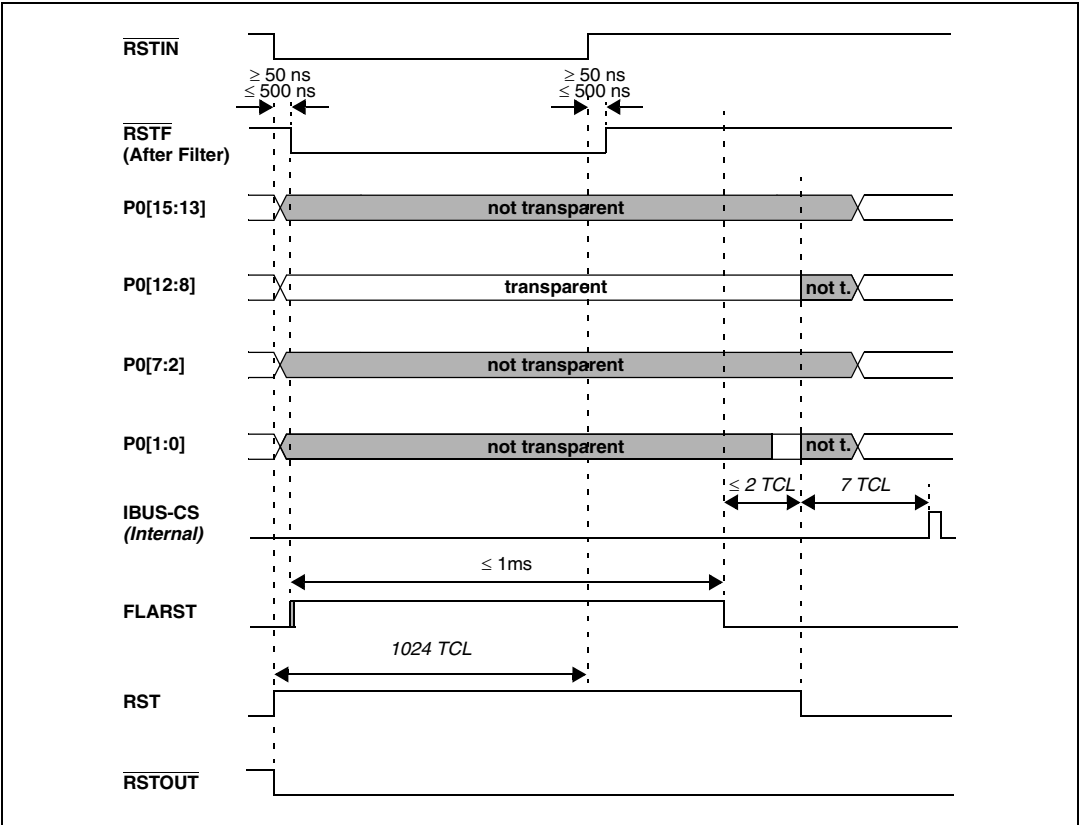 RSTIN
≥ 50 ns
≤ 500 ns
≥ 50 ns
≤ 500 ns
RSTF
(After Filter)
P0[15:13]
not transparent
P0[12:8]
transparent
not t.
P0[7:2]
not transparent
P0[1:0]
not transparent
not t.
≤ 2 TCL
7 TCL
IBUS-CS
(Internal)
≤ 1ms
FLARST
1024 TCL
RST
RSTOUT